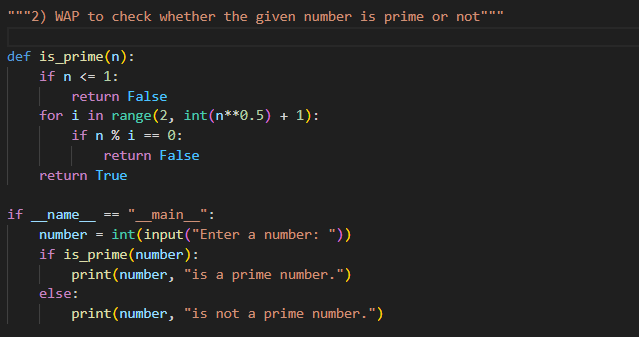 """2) WAP to check whether the given number is prime or not"""

def is_prime(n):
    if n <= 1:
        return False
    for i in range(2, int(n**0.5) + 1):
        if n % i == 0:
            return False
    return True

if __name__ == "__main__":
    number = int(input("Enter a number: "))
    if is_prime(number):
        print(number, "is a prime number.")
    else:
        print(number, "is not a prime number.")